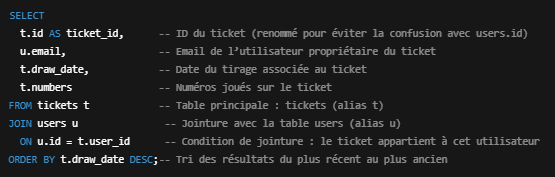 SELECT
  t.id AS ticket_id,      -- ID du ticket (renommé pour éviter la confusion avec users.id)
  u.email,                -- Email de l’utilisateur propriétaire du ticket
  t.draw_date,            -- Date du tirage associée au ticket
  t.numbers               -- Numéros joués sur le ticket
FROM tickets t            -- Table principale : tickets (alias t)
JOIN users u               -- Jointure avec la table users (alias u)
  ON u.id = t.user_id      -- Condition de jointure : le ticket appartient à cet utilisateur
ORDER BY t.draw_date DESC;-- Tri des résultats du plus récent au plus ancien